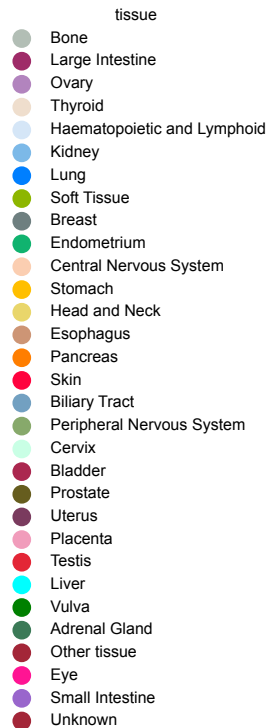 tissue
Bone
Large Intestine
Ovary
Thyroid
Haematopoietic and Lymphoid
Kidney
Lung
Soft Tissue
Breast
Endometrium
Central Nervous System
Stomach
Head and Neck
Esophagus
Pancreas
Skin
Biliary Tract
Peripheral Nervous System
Cervix
Bladder
Prostate
Uterus
Placenta
Testis
Liver
Vulva
Adrenal Gland
Other tissue
Eye
Small Intestine
Unknown